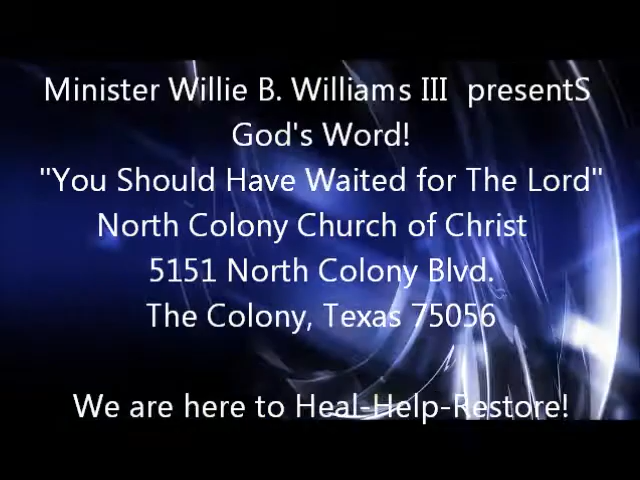 Minister Willie B. Williams III presentS
God's Word!
"You Should Have Waited for The Lord"
North Colony Church of Christ
5151 North Colony Blvd.
The Colony, Texas 75056
We are here to Heal-Help-Restore!